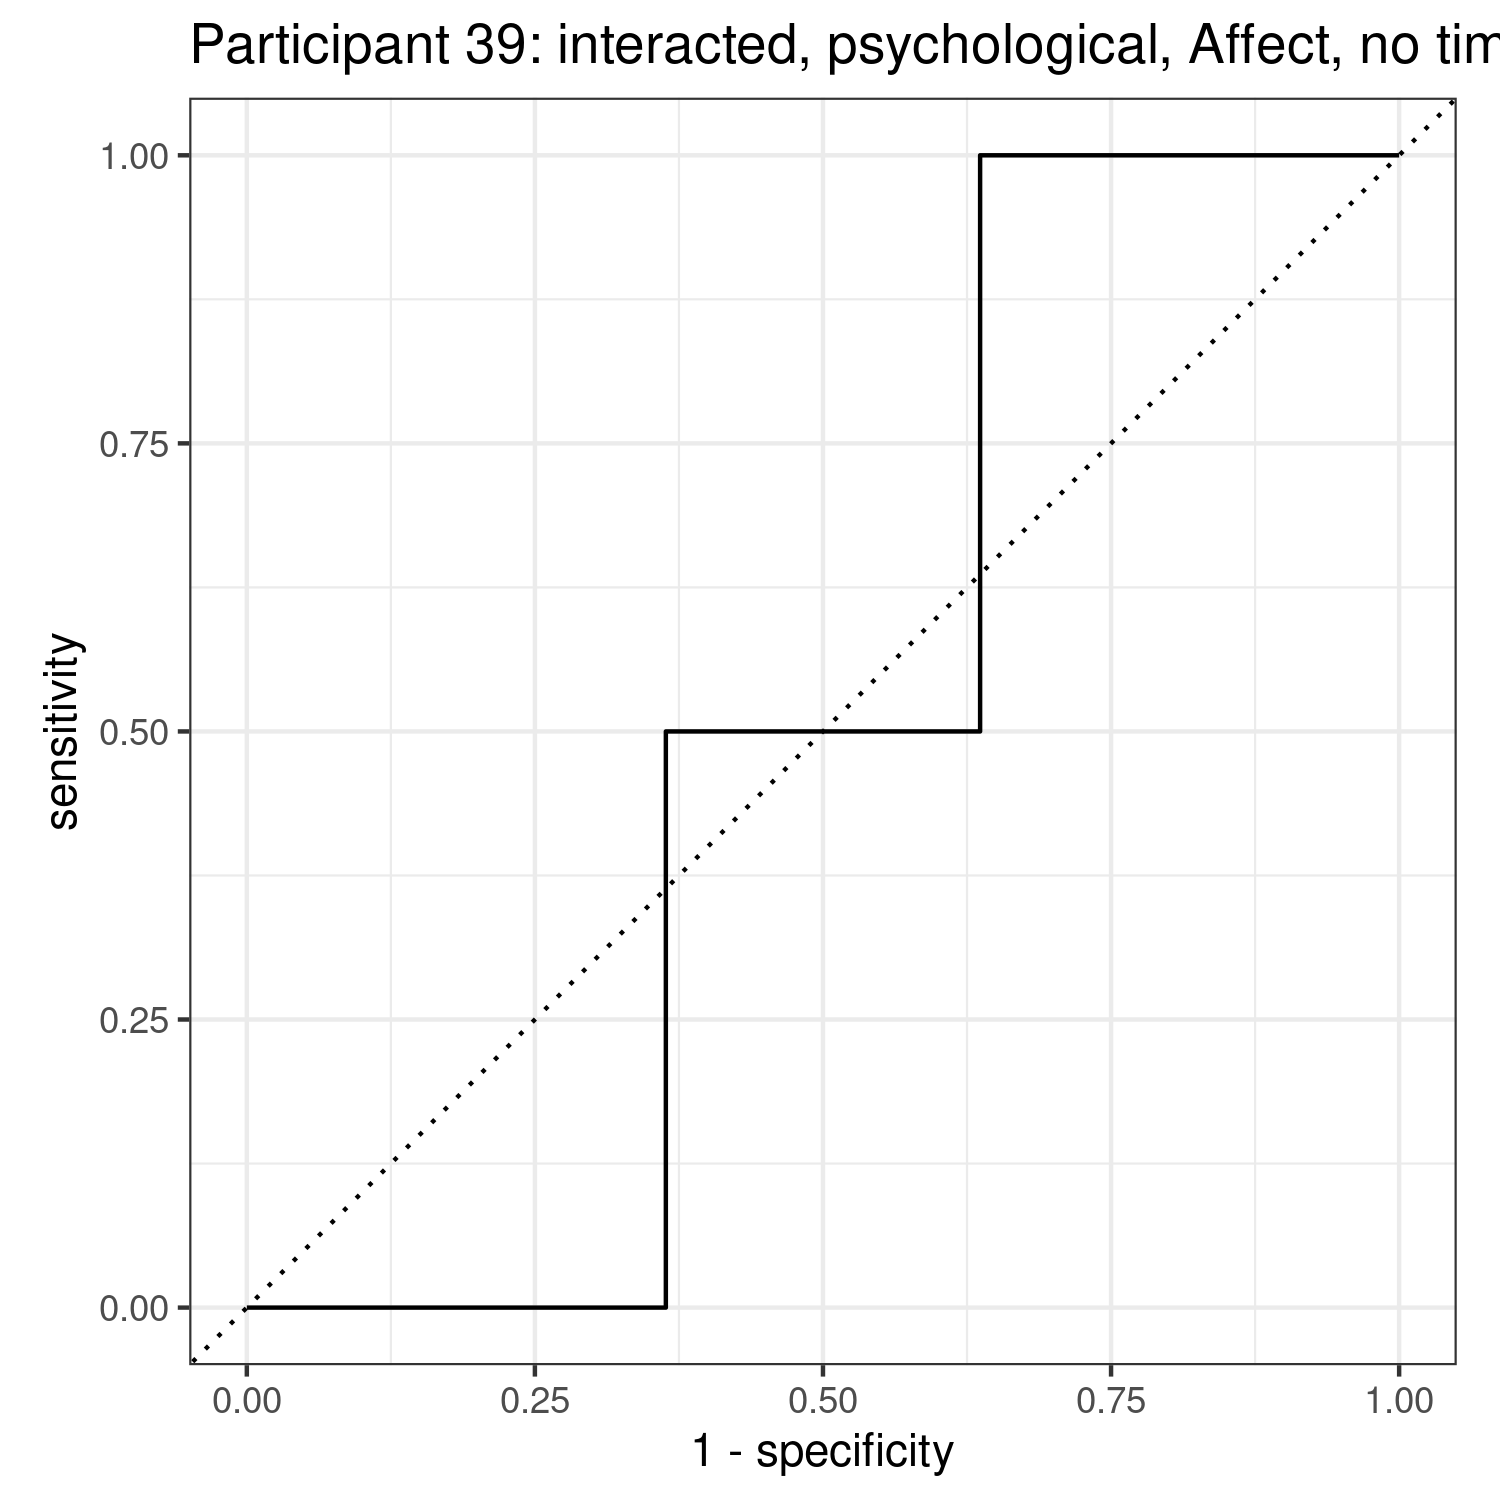 Participant 39: interacted, psychological, Affect, no tim
1.00
0.75
0.50
0.25
0.00
sensitivity
0.00 0.25 0.50 0.75 1.00
1 - specificity